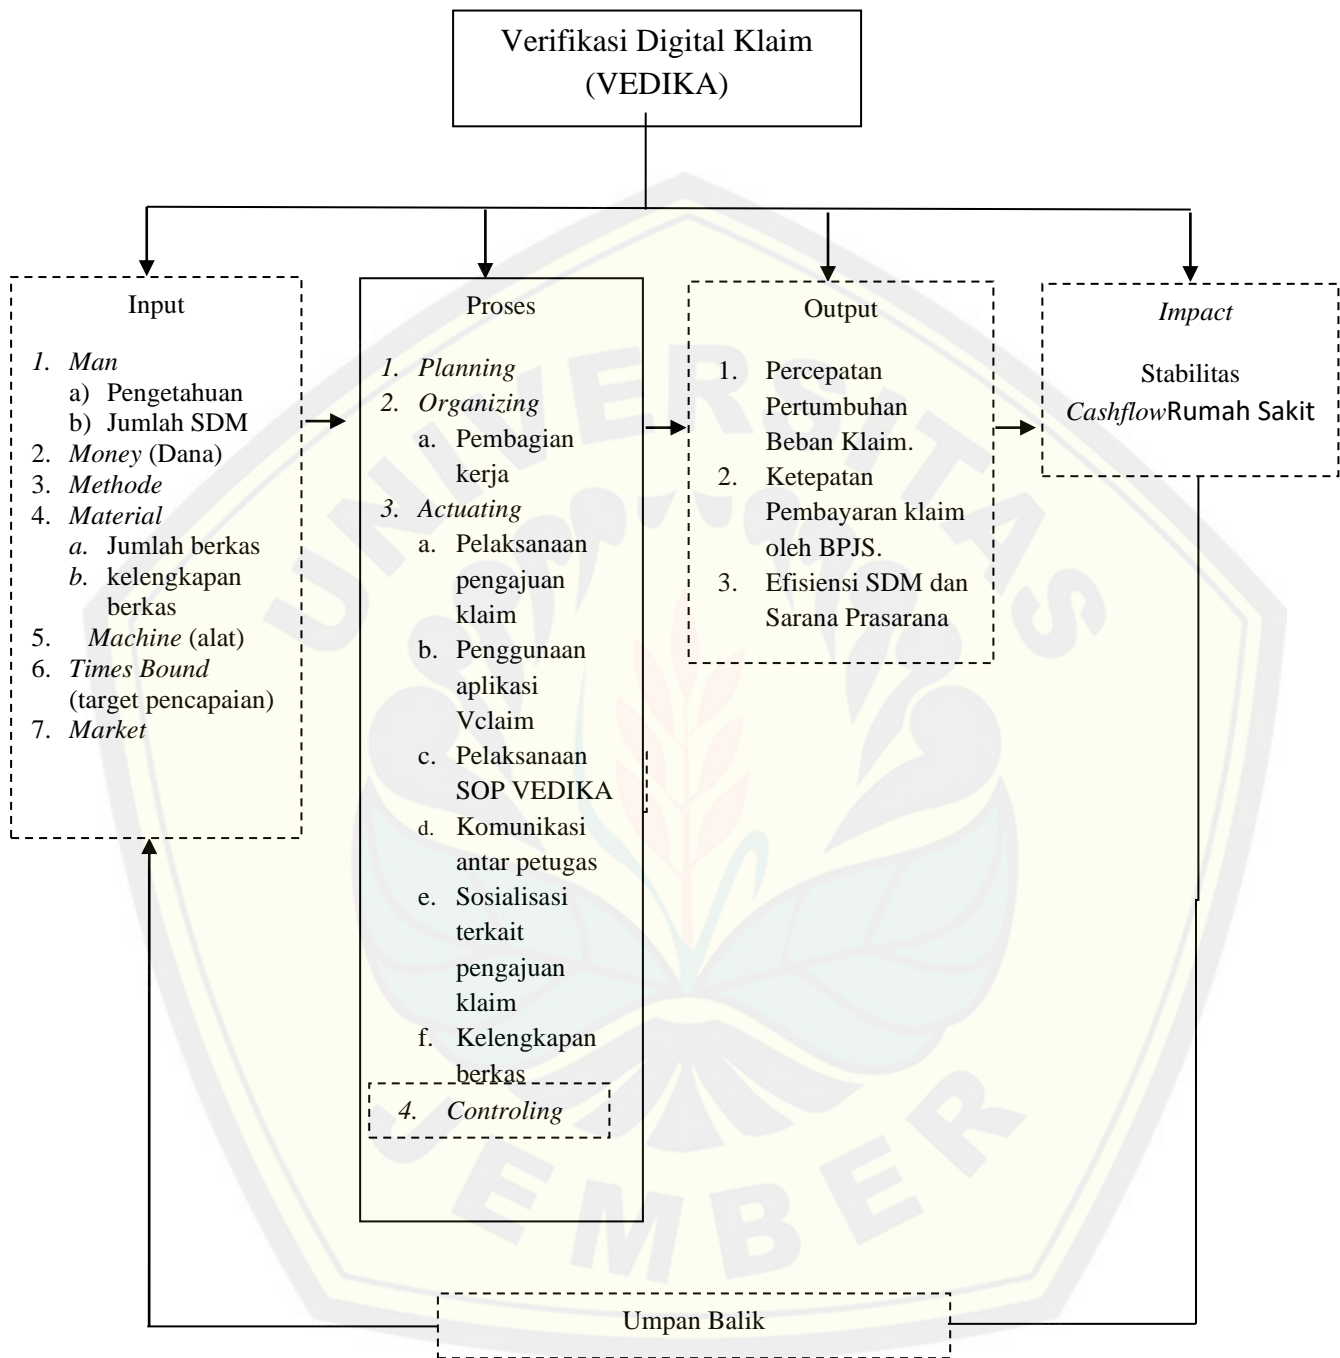 Verifikasi Digital Klaim
(VEDIKA)
Input
1. Man
a) Pengetahuan
b) Jumlah SDM
2. Money (Dana)
3. Methode
4. Material
a. Jumlah berkas
b. kelengkapan
berkas
5. Machine (alat)
6. Times Bound
(target pencapaian)
7. Market
Proses
1. Planning
2. Organizing
a. Pembagian
kerja
3. Actuating
a. Pelaksanaan
pengajuan
klaim
b. Penggunaan
aplikasi
Vclaim
c. Pelaksanaan
SOP VEDIKA
d. Komunikasi
antar petugas
e. Sosialisasi
terkait
pengajuan
klaim
f. Kelengkapan
berkas
4. Controling
Output
1. Percepatan
Pertumbuhan
Beban Klaim.
2. Ketepatan
Pembayaran klaim
oleh BPJS.
3. Efisiensi SDM dan
Sarana Prasarana
Impact
Stabilitas
CashflowRumah Sakit
Umpan Balik
UNIVERSITAS
JEMBER